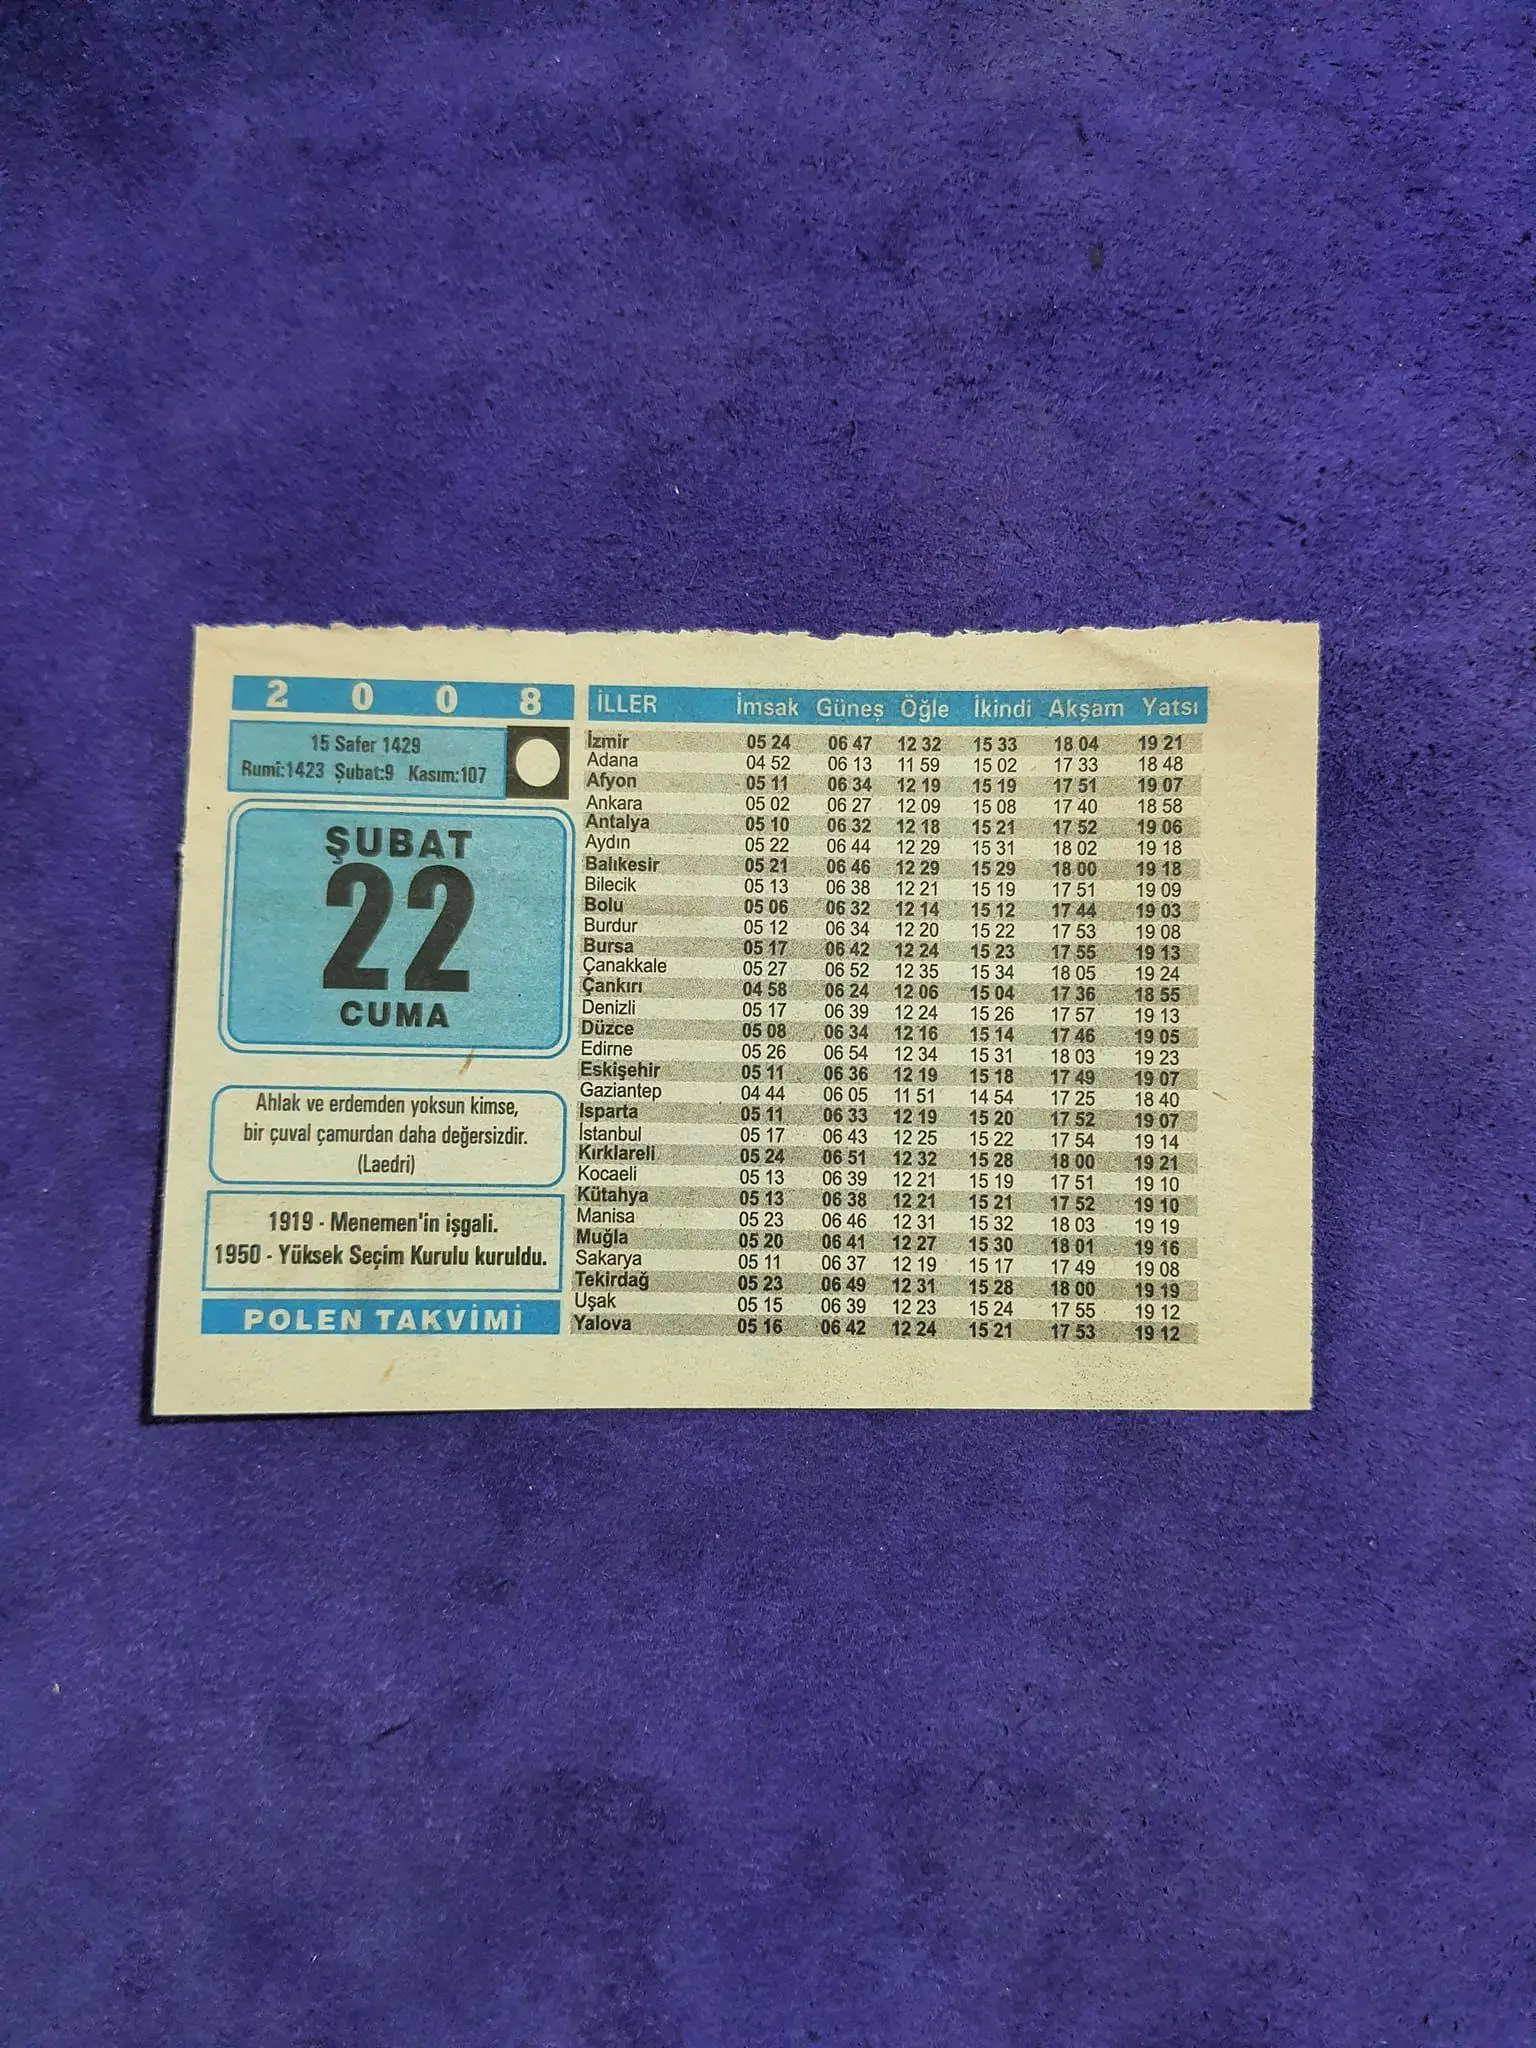 2 0 0 8
15 Safer 1429
Rumî:1423 Şubat:9 Kasım:107
ŞUBAT
22
CUMA
Ahlak ve erdemden yoksun kimse,
bir çuval çamurdan daha değersizdir.
(Laedri)
1919 - Menemen'in işgali.
1950 - Yüksek Seçim Kurulu kuruldu.
POLEN TAKVİMİ
İLLER İmsak Güneş Öğle İkindi Akşam Yatsı
İzmir 05 24 06 47 12 32 15 33 18 04 19 21
Adana 04 52 06 13 11 59 15 02 17 33 18 48
Afyon 05 11 06 34 12 19 15 19 17 51 19 07
Ankara 05 02 06 27 12 09 15 08 17 40 18 58
Antalya 05 10 06 32 12 18 15 21 17 52 19 06
Aydın 05 22 06 44 12 29 15 31 18 02 19 18
Balıkesir 05 21 06 46 12 29 15 29 18 00 19 18
Bilecik 05 13 06 38 12 21 15 19 17 51 19 09
Bolu 05 06 06 32 12 14 15 12 17 44 19 03
Burdur 05 12 06 34 12 20 15 22 17 53 19 08
Bursa 05 17 06 42 12 24 15 23 17 55 19 13
Çanakkale 05 27 06 52 12 35 15 34 18 05 19 24
Çankırı 04 58 06 24 12 06 15 04 17 36 18 55
Denizli 05 17 06 39 12 24 15 26 17 57 19 13
Düzce 05 08 06 34 12 16 15 14 17 46 19 05
Edirne 05 26 06 54 12 34 15 31 18 03 19 23
Eskişehir 05 11 06 36 12 19 15 18 17 49 19 07
Gaziantep 04 44 06 05 11 51 14 54 17 25 18 40
Isparta 05 11 06 33 12 19 15 20 17 52 19 07
İstanbul 05 17 06 43 12 25 15 22 17 54 19 14
Kırklareli 05 24 06 51 12 32 15 28 18 00 19 21
Kocaeli 05 13 06 39 12 21 15 19 17 51 19 10
Kütahya 05 13 06 38 12 21 15 21 17 52 19 10
Manisa 05 23 06 46 12 31 15 32 18 03 19 19
Muğla 05 20 06 41 12 27 15 30 18 01 19 16
Sakarya 05 11 06 37 12 19 15 17 17 49 19 08
Tekirdağ 05 23 06 49 12 31 15 28 18 00 19 19
Uşak 05 15 06 39 12 23 15 24 17 55 19 12
Yalova 05 16 06 42 12 24 15 21 17 53 19 12